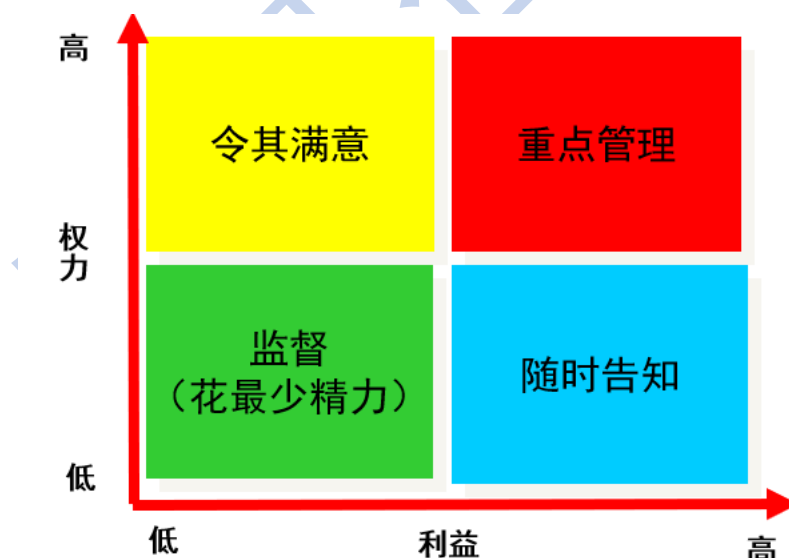 高
令其满意
重点管理
权
力
监督
（花最少精力）
随时告知
低
低
利益
高